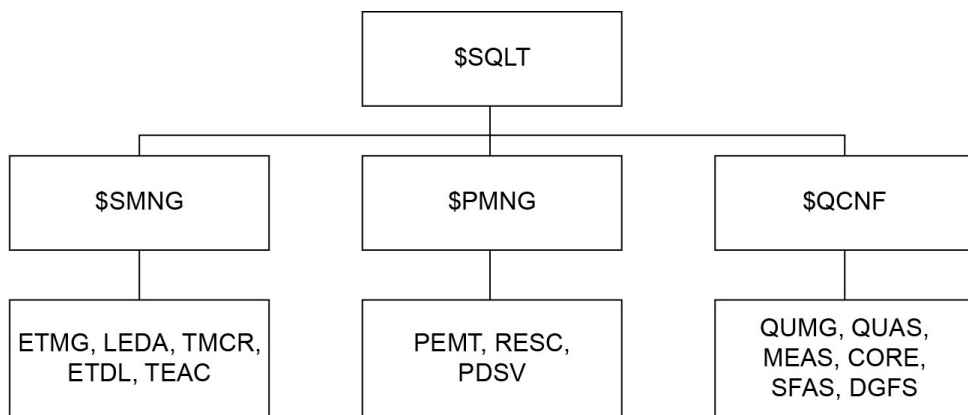 $SQLT
$SMNG
$PMNG
$QCNF
ETMG, LEDA, TMCR,
ETDL, TEAC
PEMT, RESC,
PDSV
QUMG, QUAS,
MEAS, CORE,
SFAS, DGFS